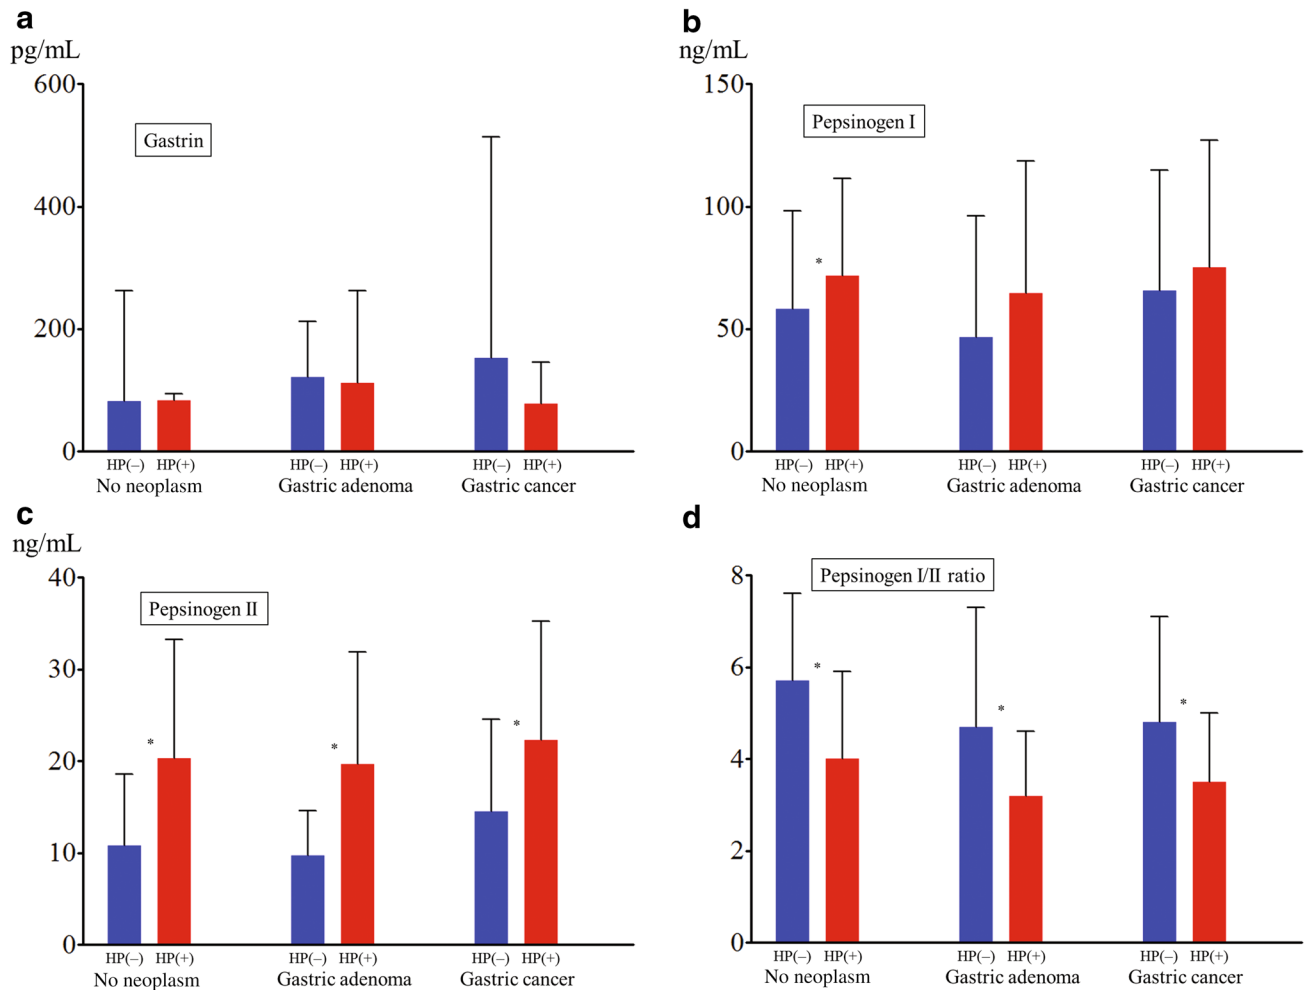 a
pg/mL
600
400
200
0
Gastrin
*
HP(–) HP(+) HP(–) HP(+) HP(–) HP(+)
No neoplasm Gastric adenoma Gastric cancer
b
ng/mL
150
100
50
0
Pepsinogen I
*
HP(–) HP(+) HP(–) HP(+) HP(–) HP(+)
No neoplasm Gastric adenoma Gastric cancer
c
ng/mL
40
30
20
10
0
Pepsinogen II
* * *
HP(–) HP(+) HP(–) HP(+) HP(–) HP(+)
No neoplasm Gastric adenoma Gastric cancer
d
8
6
4
2
0
Pepsinogen I/II ratio
* * *
HP(–) HP(+) HP(–) HP(+) HP(–) HP(+)
No neoplasm Gastric adenoma Gastric cancer